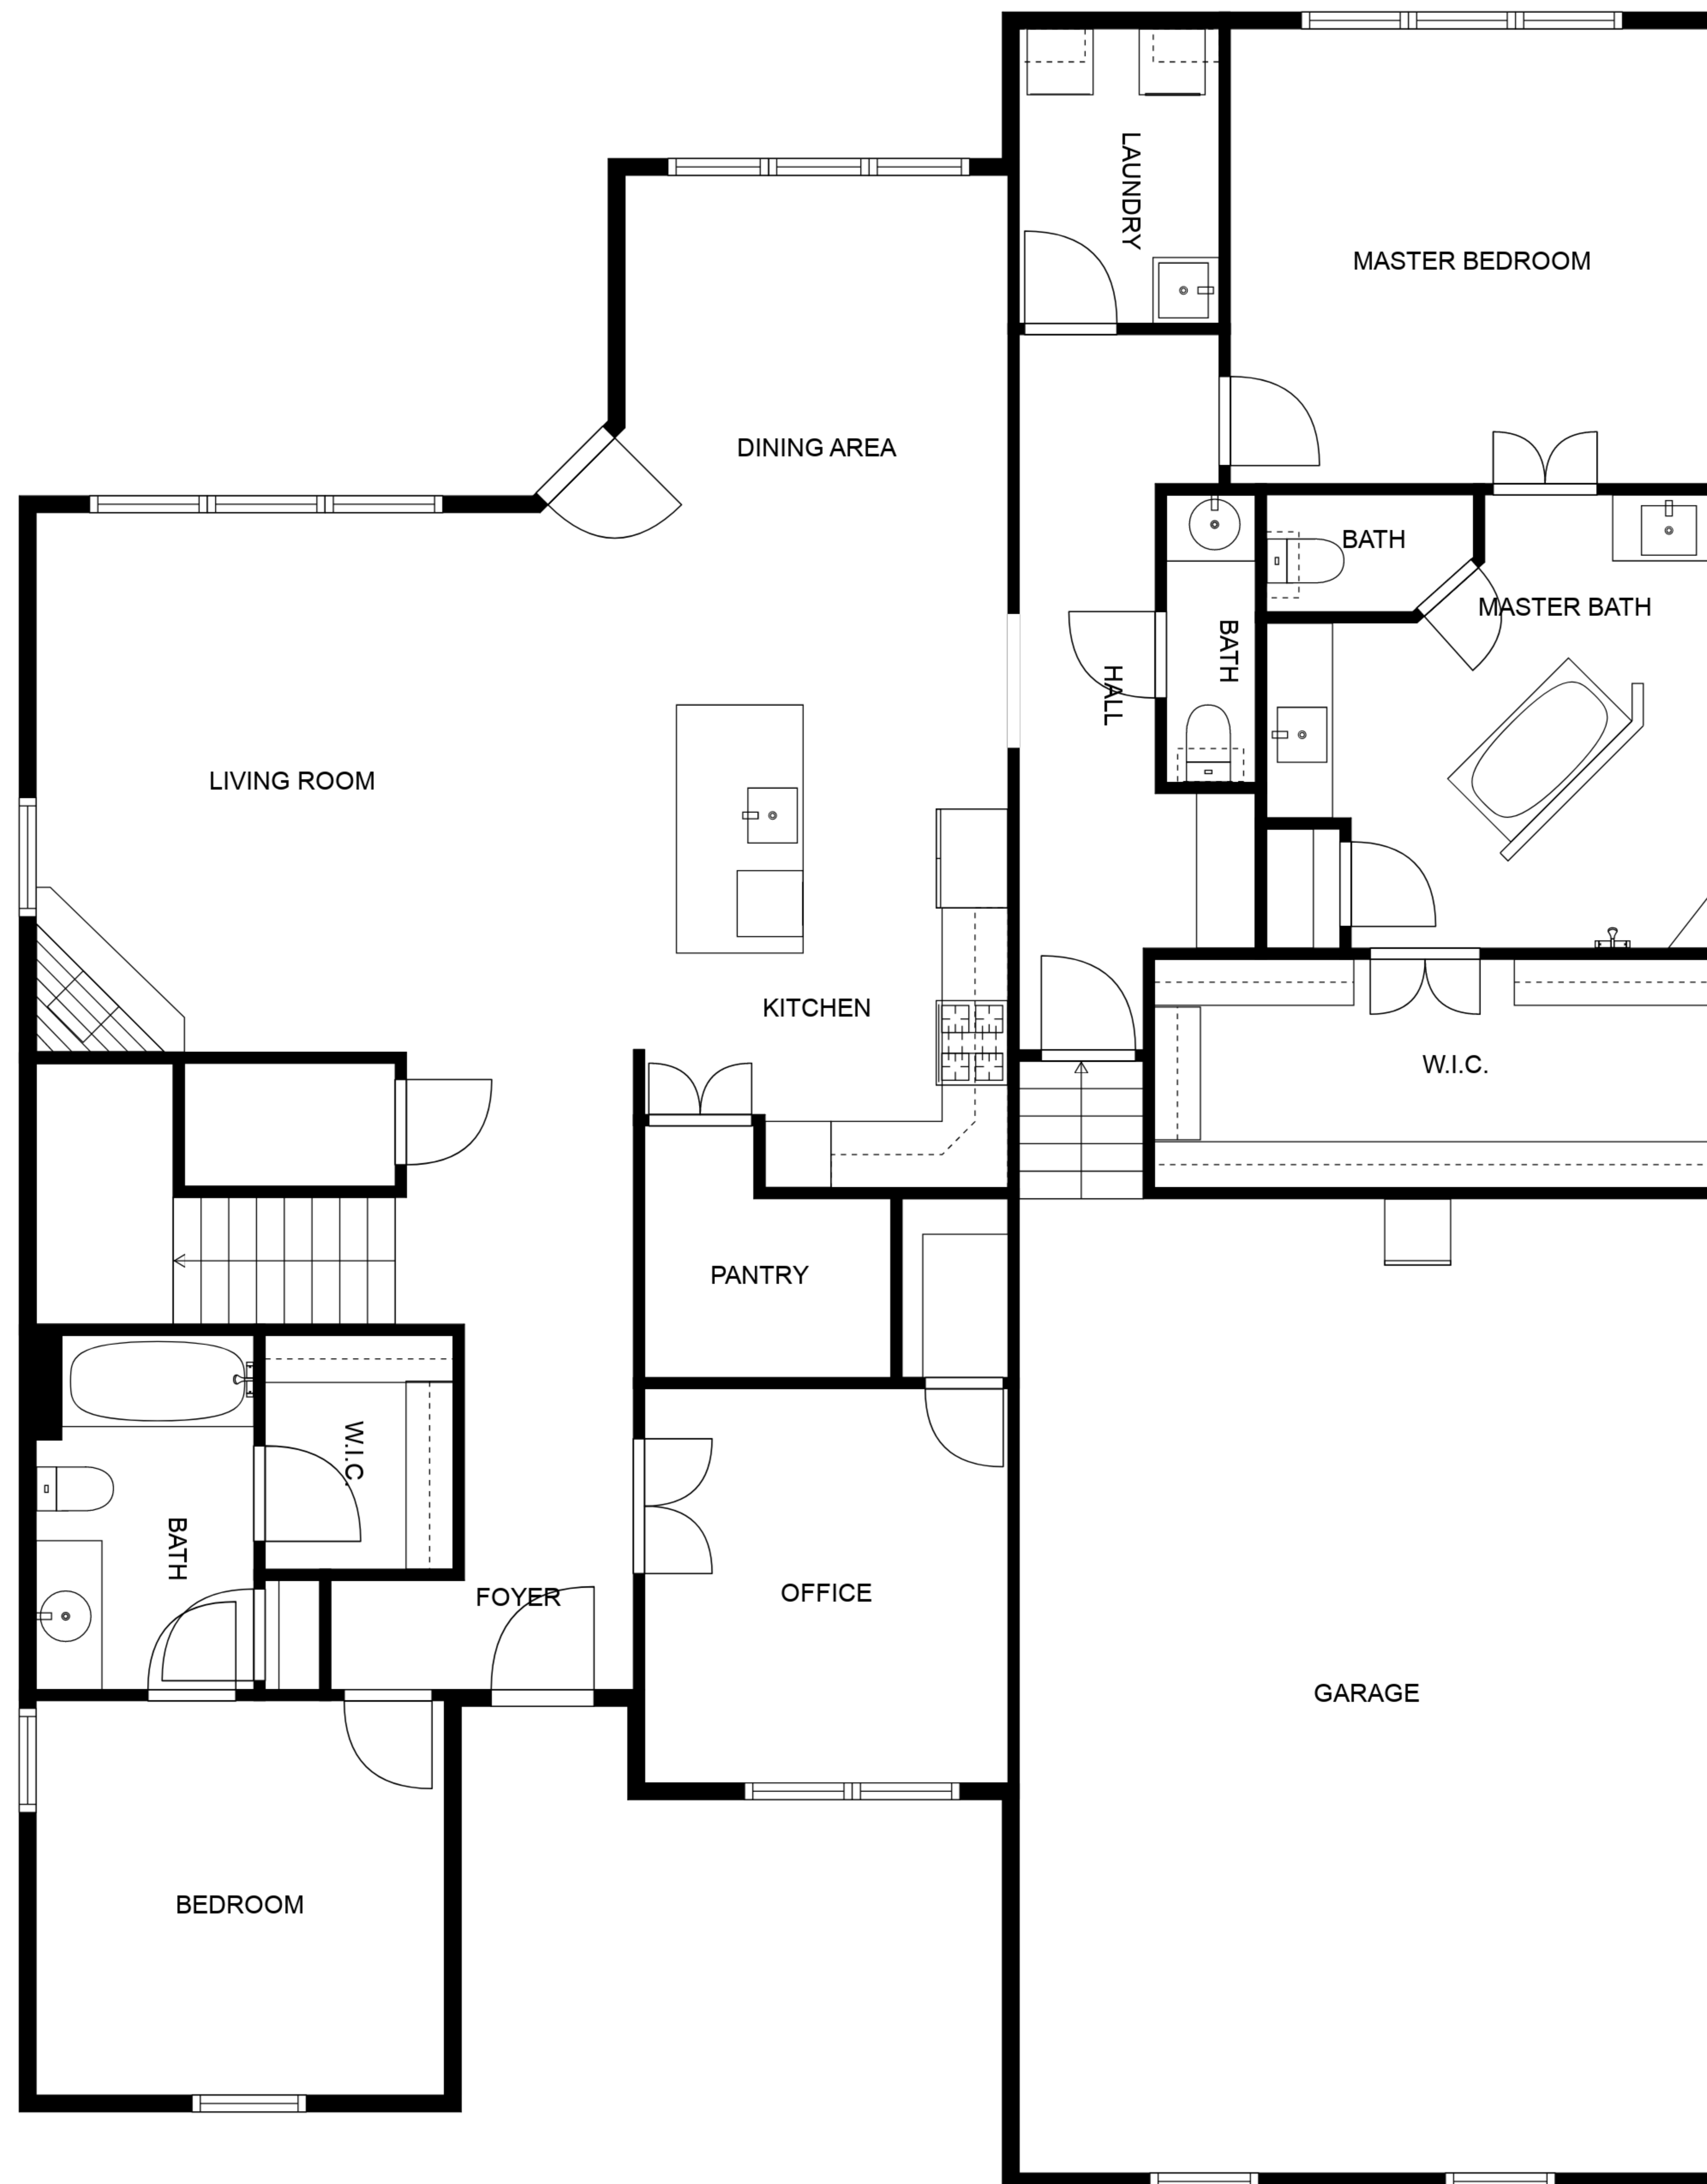 LAUNDRY
MASTER BEDROOM
DINING AREA
BATH
MASTER BATH
BATH
HALL
LIVING ROOM
KITCHEN
W.I.C.
PANTRY
W.I.C.
BATH
FOYER
OFFICE
GARAGE
BEDROOM